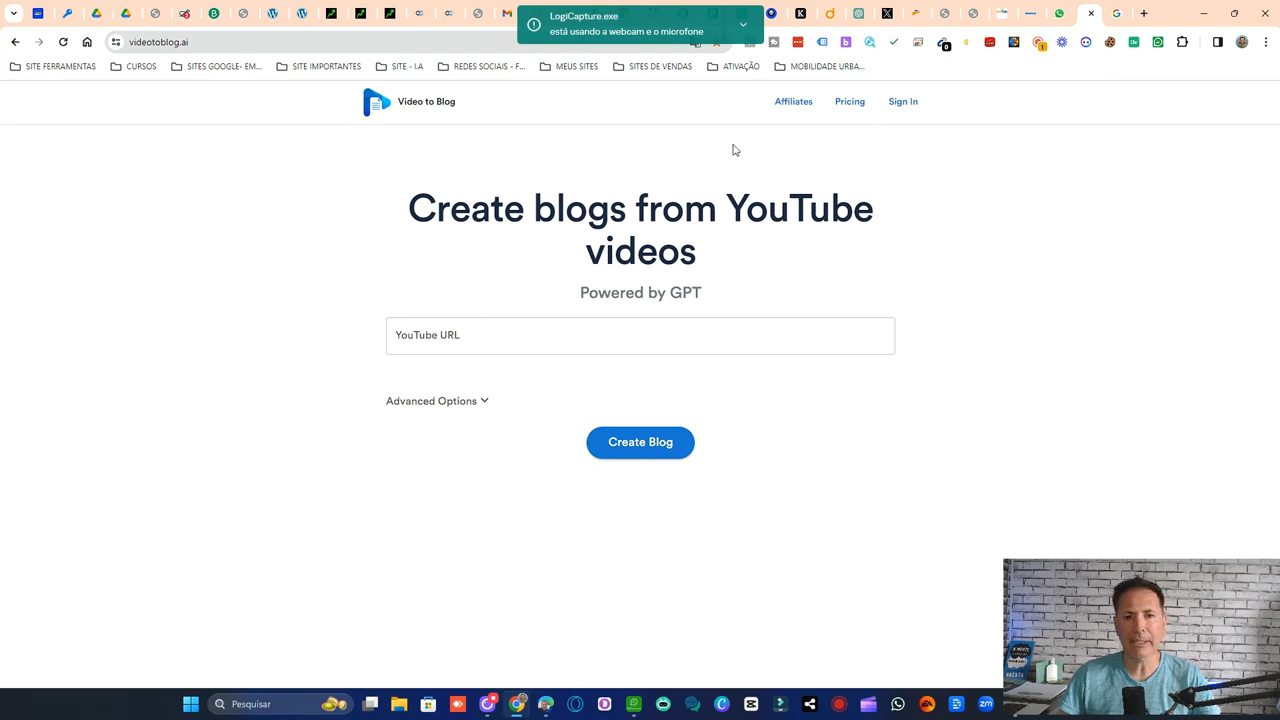 LogiCapture.exe
está usando a webcam e o microfone
videotoblog.ai
SITE FERRAMENTAS
CURSOS
SITES GOOGLE- EM...
SITE IMPORTANTES
SITE - I.A
REDES SOCIAIS - F...
MEUS SITES
SITES DE VENDAS
ATIVAÇÃO
MOBILIDADE URBA...
Video to Blog
Affiliates
Pricing
Sign In
Create blogs from YouTube
videos
Powered by GPT
YouTube URL
Advanced Options
Create Blog
Pesquisar